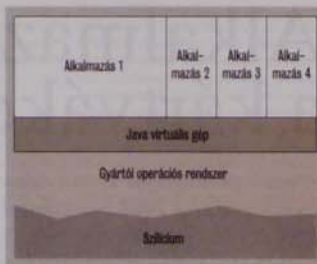 Alkalmazás 1
Alkal-
mazás 2
Alkal-
mazás 3
Alkal-
mazás 4
Java virtuális gép
Gyártói operációs rendszer
Szilícium